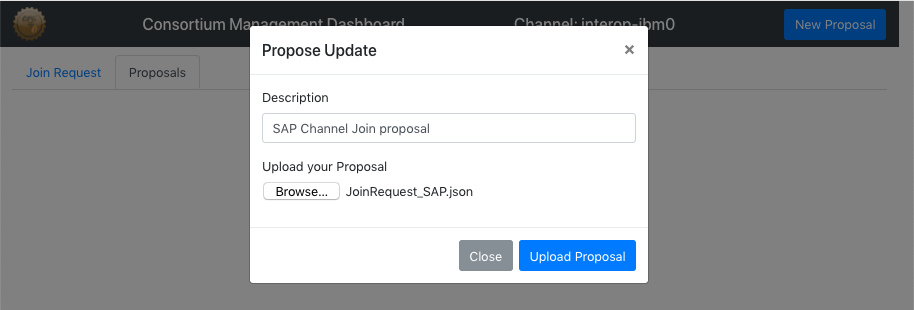 Consortium Management Dashboard Channel: interop-ibm0 New Proposal
Propose Update ×
Join Request Proposals
Description
SAP Channel Join proposal
Upload your Proposal
Browse... JoinRequest_SAP.json
Close Upload Proposal